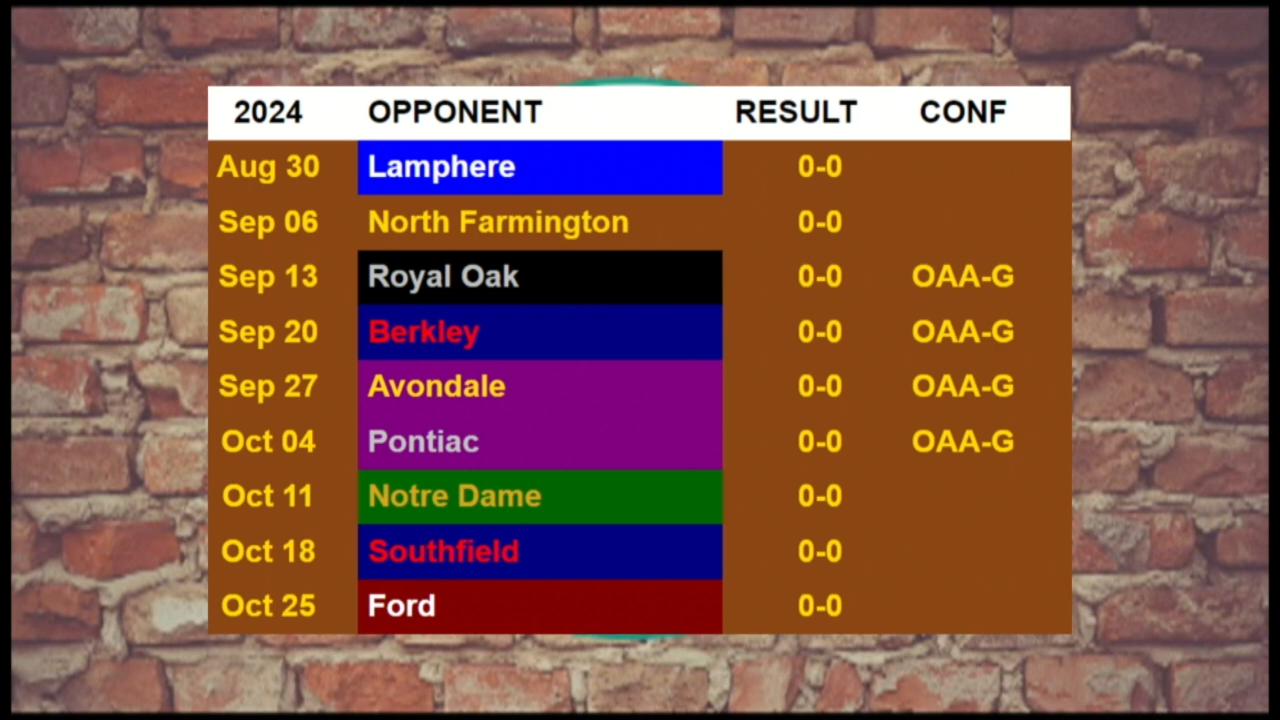 2024 OPPONENT RESULT CONF
Aug 30 Lamphere 0-0
Sep 06 North Farmington 0-0
Sep 13 Royal Oak 0-0 OAA-G
Sep 20 Berkley 0-0 OAA-G
Sep 27 Avondale 0-0 OAA-G
Oct 04 Pontiac 0-0 OAA-G
Oct 11 Notre Dame 0-0
Oct 18 Southfield 0-0
Oct 25 Ford 0-0